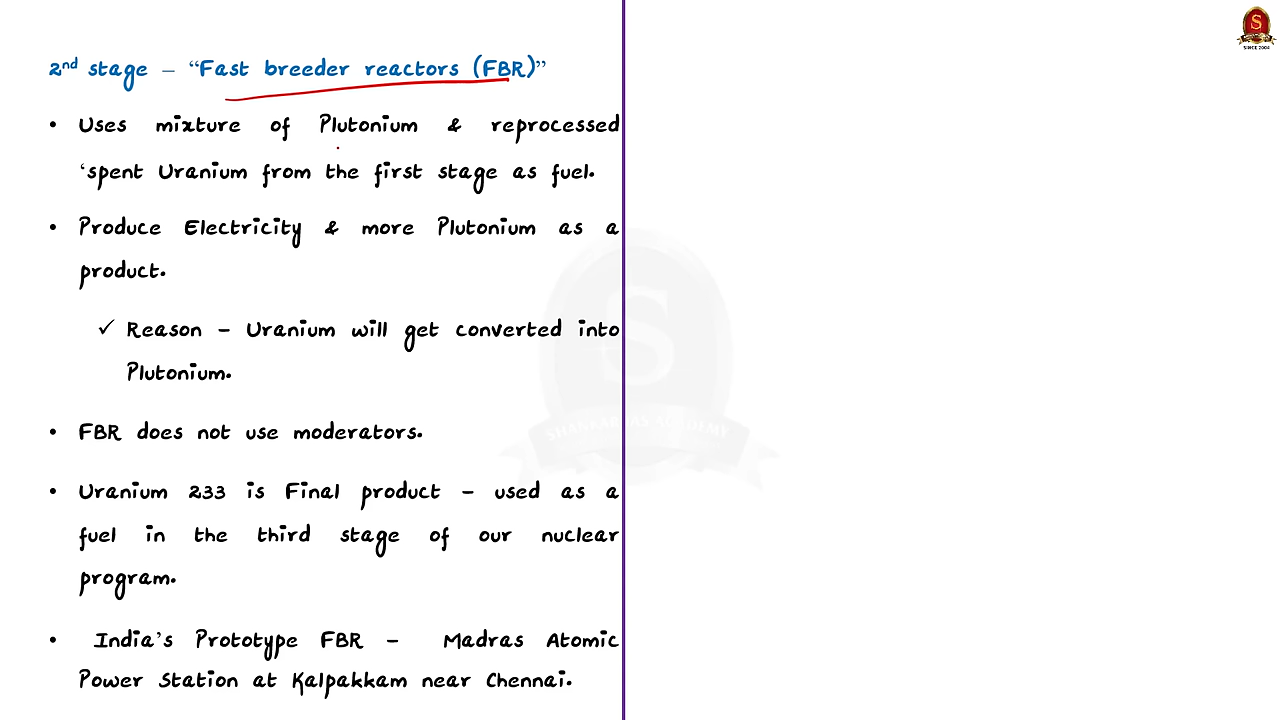 2nd stage – “Fast breeder reactors (FBR)”
• Uses mixture of Plutonium & reprocessed
‘spent Uranium from the first stage as fuel.
• Produce Electricity & more Plutonium as a
product.
✓ Reason – Uranium will get converted into
Plutonium.
• FBR does not use moderators.
• Uranium 233 is Final product – used as a
fuel in the third stage of our nuclear
program.
• India’s Prototype FBR – Madras Atomic
Power Station at Kalpakkam near Chennai.
S
SINCE 2004
S